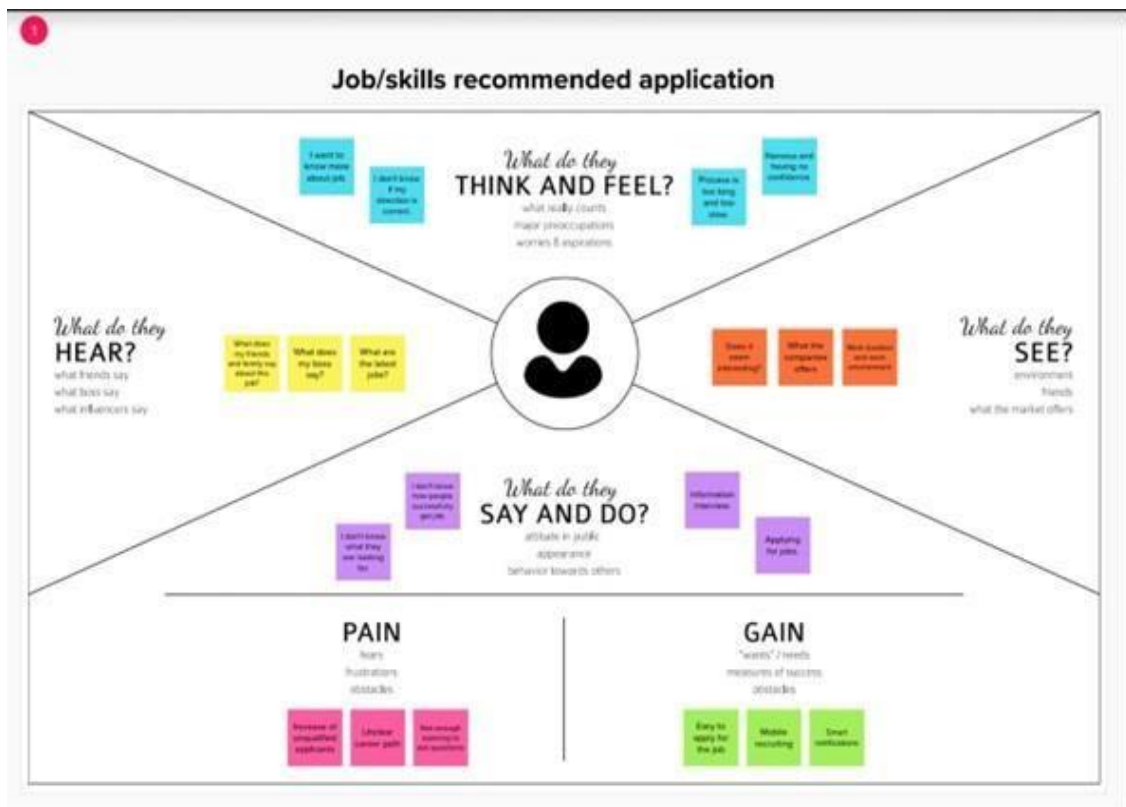 1
Job/skills recommended application
I want to
know more
about job.
I don't know
if my
direction is
correct.
What do they
THINK AND FEEL?
what really counts
major preoccupations
worries & aspirations
Process is
too long
and too
slow.
Nervous and
having no
confidence.
What do they
HEAR?
what friends say
what boss say
what influencers say
What does
my friends
and family say
about this
job?
What does
my boss
say?
What are
the latest
jobs?
Does it
seem
interesting?
What the
companies
offers
Work location
and work
environment
What do they
SEE?
environment
friends
what the market offers
I don't know
how people
successfully
get job.
I don't know
what they
are looking
for.
What do they
SAY AND DO?
attitude in public
appearance
behavior towards others
Information
interview.
Applying
for jobs.
PAIN
fears
frustrations
obstacles
Increase of
unqualified
applicants
Unclear
career path
Not enough
to
ask questions
GAIN
"wants" / needs
measures of success
obstacles
Easy to
apply for
the job
Mobile
recruiting
Smart
notifications